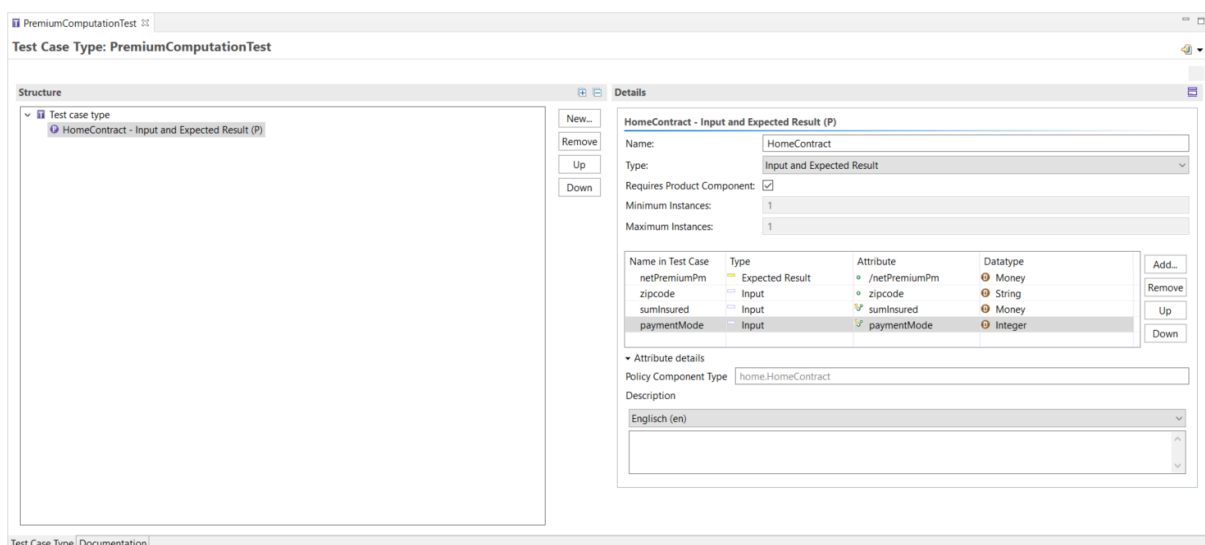 PremiumComputationTest
Test Case Type: PremiumComputationTest
Structure
Test case type
HomeContract - Input and Expected Result (P)
New...
Remove
Up
Down
Details
HomeContract - Input and Expected Result (P)
Name: HomeContract
Type: Input and Expected Result
Requires Product Component:
Minimum Instances: 1
Maximum Instances: 1
Name in Test Case Type Attribute Datatype
netPremiumPm Expected Result /netPremiumPm Money
zipcode Input zipcode String
sumInsured Input sumInsured Money
paymentMode Input paymentMode Integer
Add...
Remove
Up
Down
Attribute details
Policy Component Type home.HomeContract
Description
Englisch (en)
Test Case Type Documentation